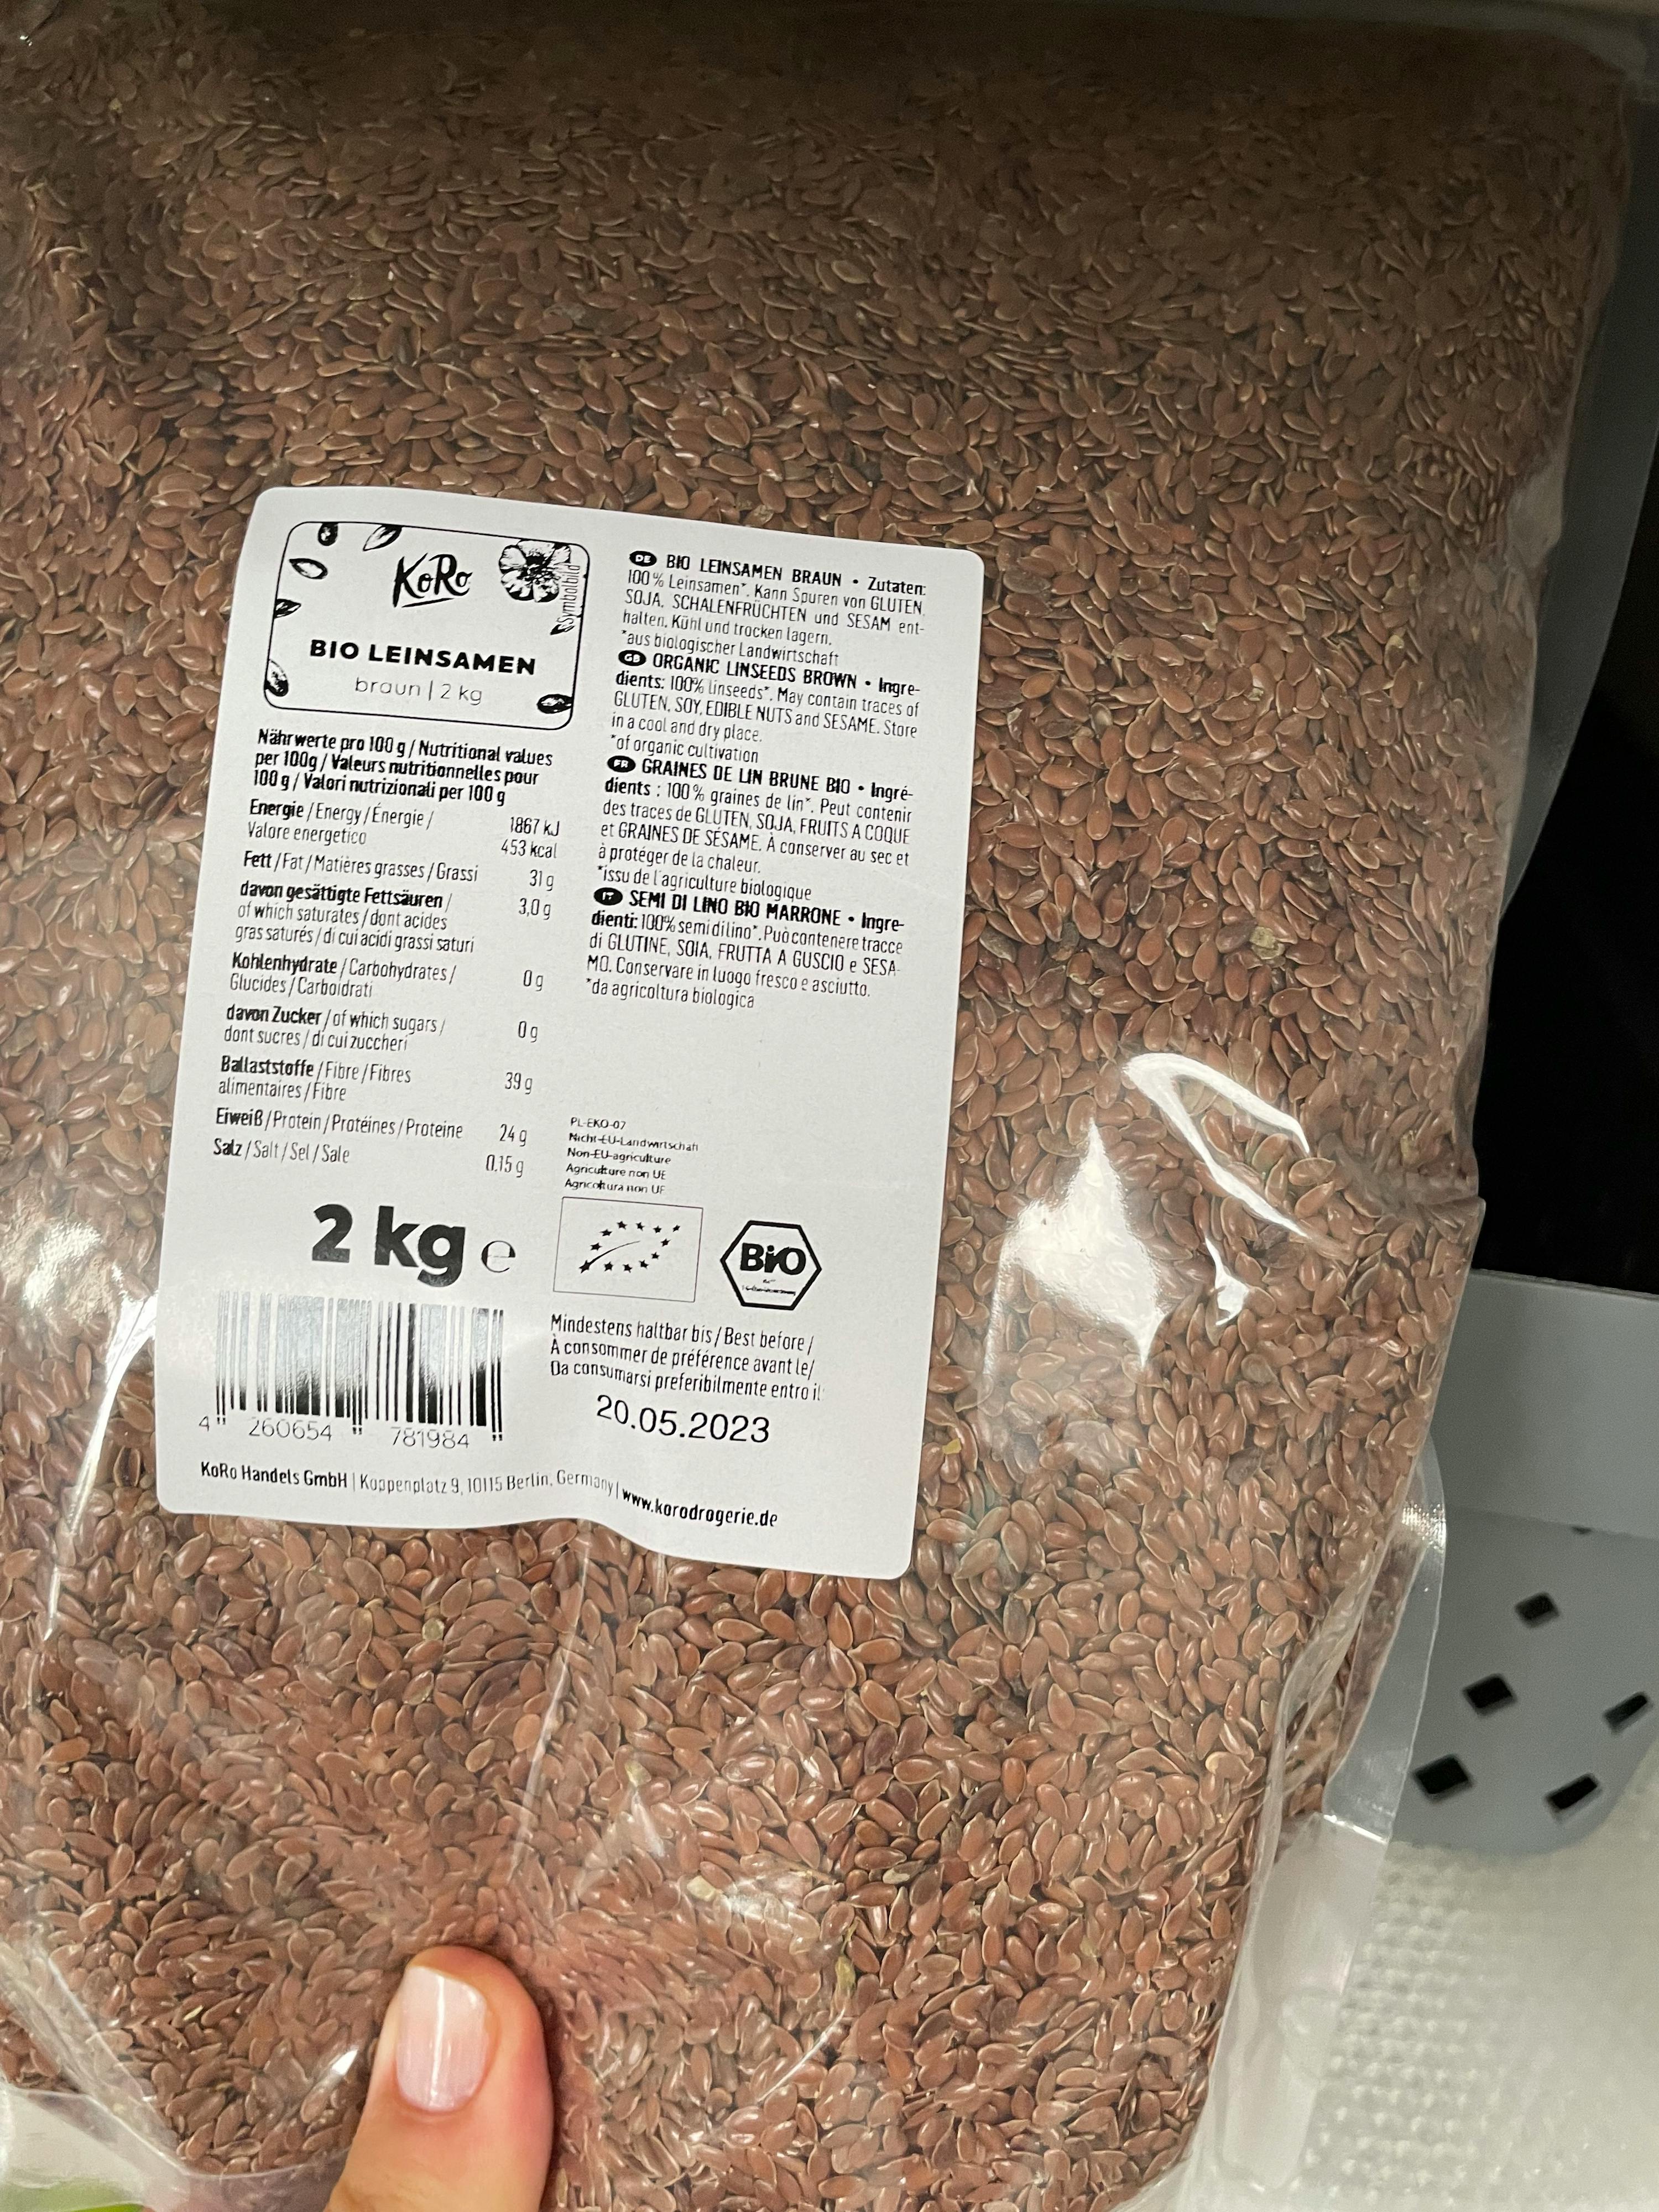 KoRo
Symbolbild
BIO LEINSAMEN
braun | 2 kg
Nährwerte pro 100 g / Nutritional values
per 100g / Valeurs nutritionnelles pour
100 g / Valori nutrizionali per 100 g
Energie / Energy / Énergie / 1867 kJ
Valore energetico 453 kcal
Fett / Fat / Matières grasses / Grassi 31 g
davon gesättigte Fettsäuren / 3,0 g
of which saturates / dont acides
gras saturés / di cui acidi grassi saturi
Kohlenhydrate / Carbohydrates / 0 g
Glucides / Carboidrati
davon Zucker / of which sugars / 0 g
dont sucres / di cui zuccheri
Ballaststoffe / Fibre / Fibres 39 g
alimentaires / Fibre
Eiweiß / Protein / Protéines / Proteine 24 g
Salz / Salt / Sel / Sale 0,15 g
2 kg e
4 260654 781984
DE BIO LEINSAMEN BRAUN • Zutaten:
100 % Leinsamen*. Kann Spuren von GLUTEN,
SOJA, SCHALENFRÜCHTEN und SESAM ent-
halten. Kühl und trocken lagern.
*aus biologischer Landwirtschaft
GB ORGANIC LINSEEDS BROWN • Ingre-
dients: 100% linseeds*. May contain traces of
GLUTEN, SOY, EDIBLE NUTS and SESAME. Store
in a cool and dry place.
*of organic cultivation
FR GRAINES DE LIN BRUNE BIO • Ingré-
dients : 100 % graines de lin*. Peut contenir
des traces de GLUTEN, SOJA, FRUITS A COQUE
et GRAINES DE SÉSAME. À conserver au sec et
à protéger de la chaleur.
*issu de l'agriculture biologique
IT SEMI DI LINO BIO MARRONE • Ingre-
dienti: 100% semi di lino*. Può contenere tracce
di GLUTINE, SOIA, FRUTTA A GUSCIO e SESA-
MO. Conservare in luogo fresco e asciutto.
*da agricoltura biologica
PL-EKO-07
Nicht-EU-Landwirtschaft
Non-EU-agriculture
Agriculture non UE
Agricoltura non UE
BiO
Mindestens haltbar bis / Best before /
À consommer de préférence avant le/
Da consumarsi preferibilmente entro il:
20.05.2023
KoRo Handels GmbH | Koppenplatz 9, 10115 Berlin, Germany | www.korodrogerie.de